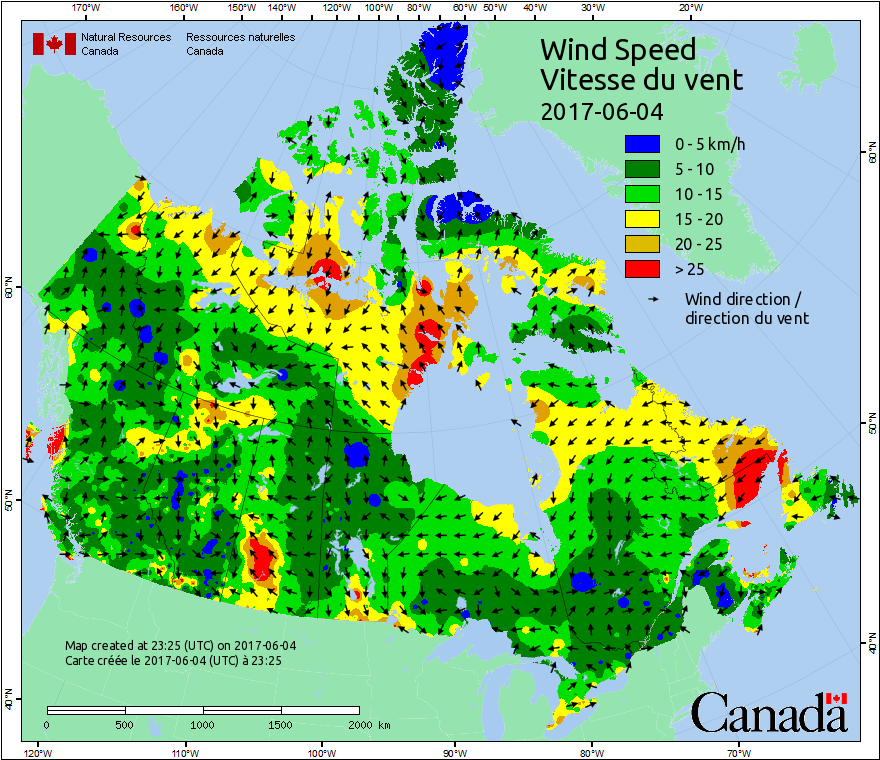 170°W 160°W 150°W 140°W 130°W 120°W 110°W 100°W 90°W 80°W 70°W 60°W 50°W 40°W 30°W 20°W
Natural Resources Canada
Ressources naturelles Canada
Wind Speed
Vitesse du vent
2017-06-04
0 - 5 km/h
5 - 10
10 - 15
15 - 20
20 - 25
> 25
Wind direction /
direction du vent
60°N
50°N
40°N
60°N
50°N
40°N
Map created at 23:25 (UTC) on 2017-06-04
Carte créée le 2017-06-04 (UTC) à 23:25
0 500 1000 1500 2000 km
Canada
120°W 110°W 100°W 90°W 80°W 70°W